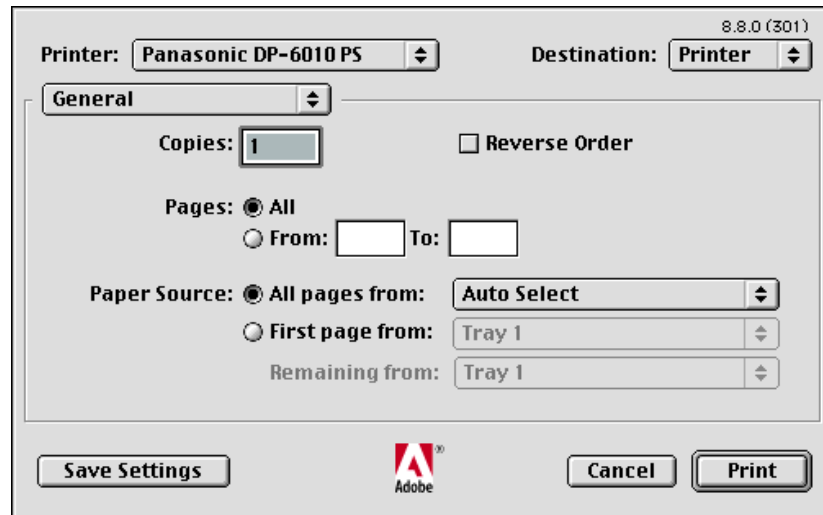 8.8.0 (301)
Printer: Panasonic DP-6010 PS Destination: Printer
General
Copies: 1 Reverse Order
Pages: All
From: To:
Paper Source: All pages from: Auto Select
First page from: Tray 1
Remaining from: Tray 1
Save Settings Adobe® Cancel Print